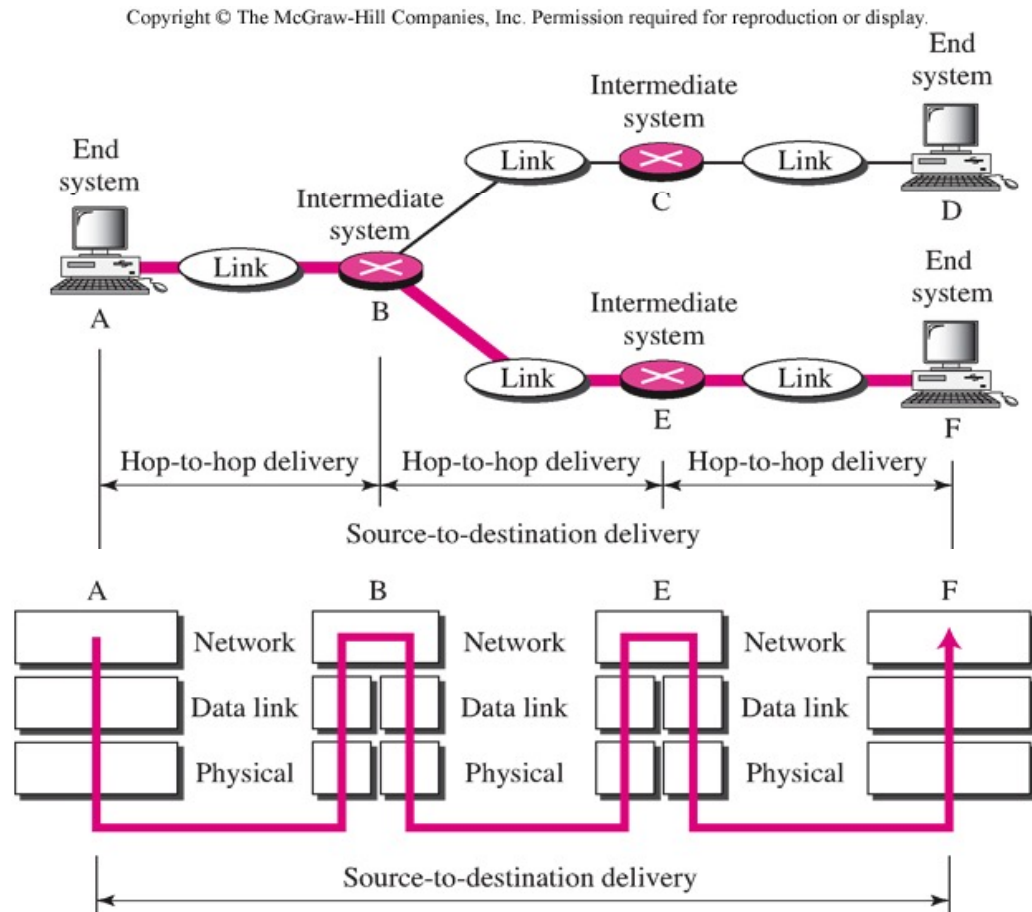 Copyright © The McGraw-Hill Companies, Inc. Permission required for reproduction or display.
End
system
Intermediate
system
Link
Link
C
D
End
system
Intermediate
system
Link
A
B
End
system
Intermediate
system
Link
Link
E
F
Hop-to-hop delivery
Hop-to-hop delivery
Hop-to-hop delivery
Source-to-destination delivery
A
B
E
F
Network
Network
Network
Data link
Data link
Data link
Physical
Physical
Physical
Source-to-destination delivery